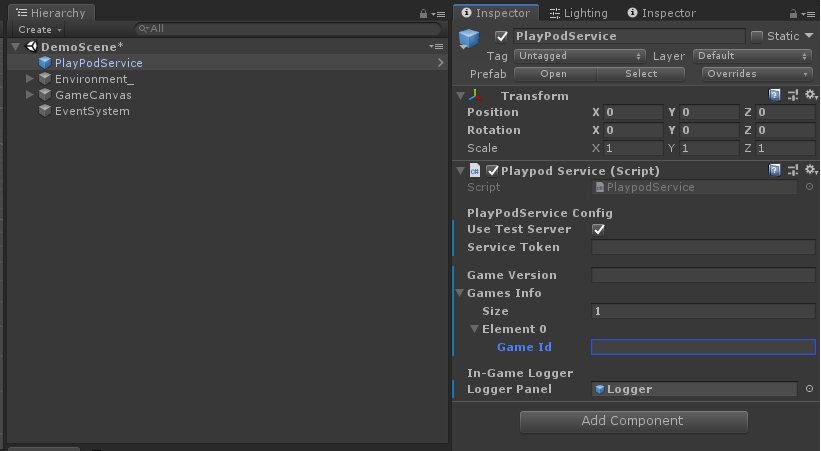 Hierarchy
Create
All
DemoScene*
PlayPodService
Environment_
GameCanvas
EventSystem
Inspector
Lighting
Inspector
PlayPodService
Static
Tag
Untagged
Layer
Default
Prefab
Open
Select
Overrides
Transform
Position X 0 Y 0 Z 0
Rotation X 0 Y 0 Z 0
Scale X 1 Y 1 Z 1
Playpod Service (Script)
Script PlaypodService
PlayPodService Config
Use Test Server
Service Token
Game Version
Games Info
Size 1
Element 0
Game Id
In-Game Logger
Logger Panel Logger
Add Component